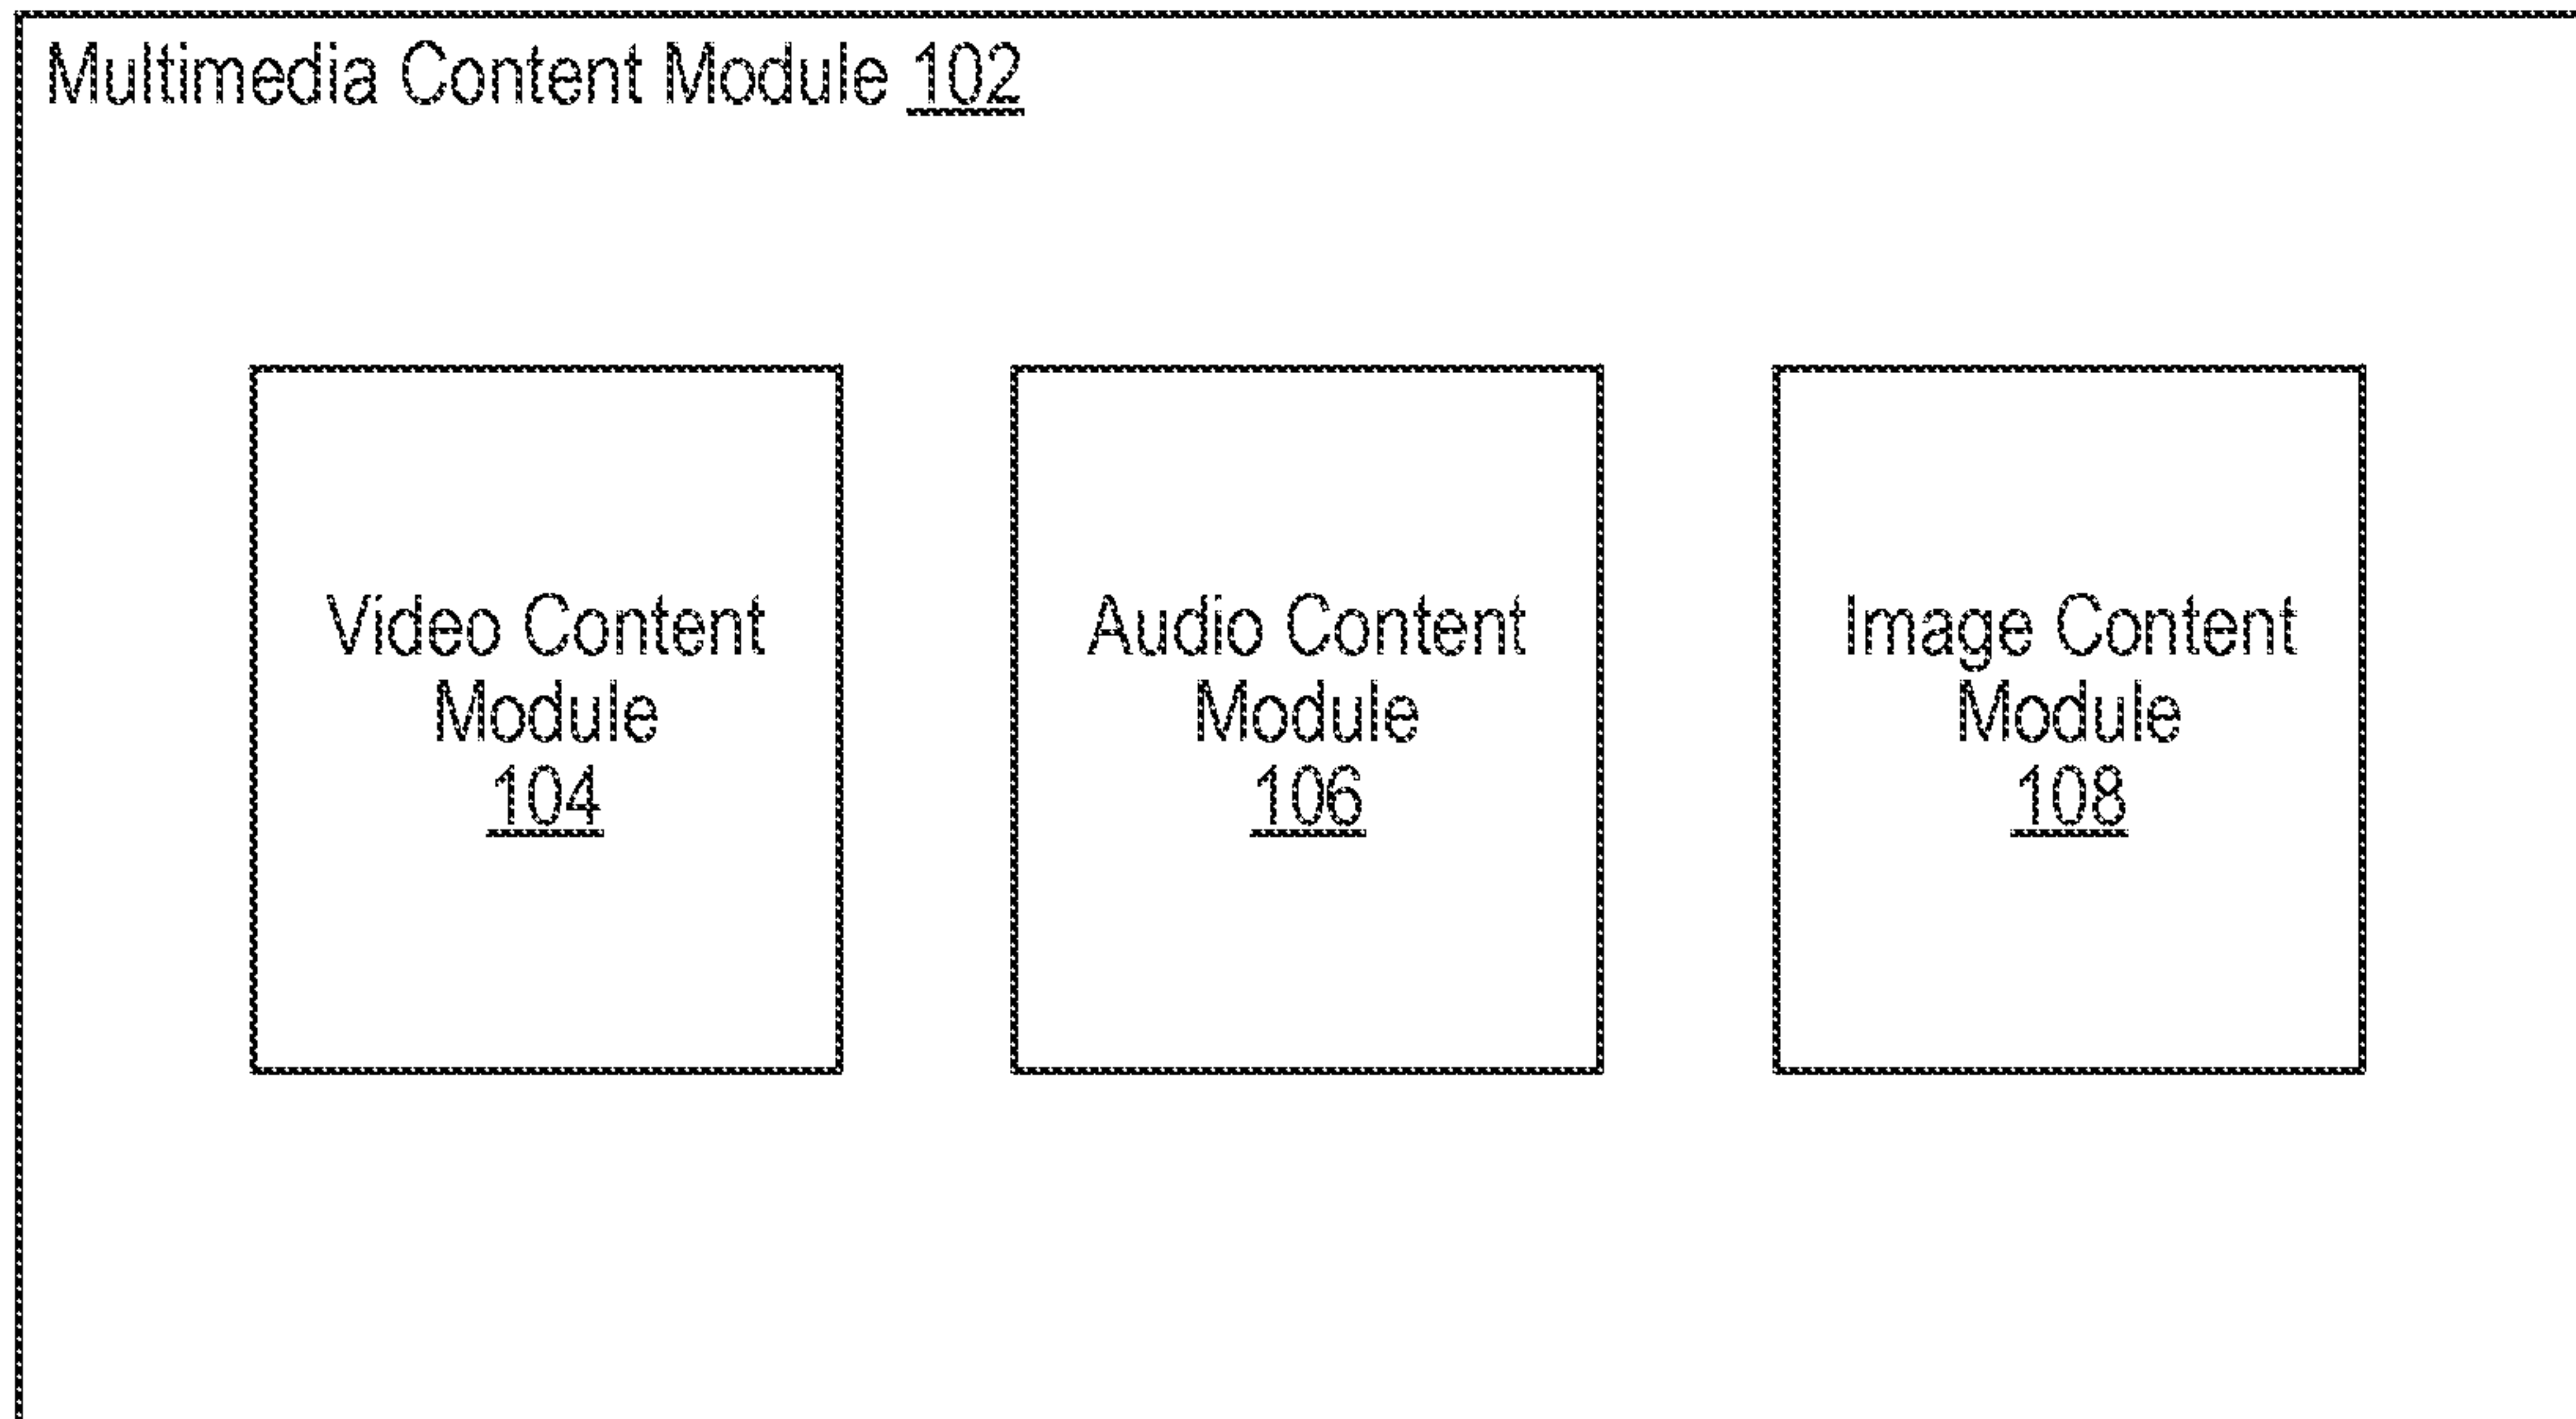 Multimedia Content Module 102
Video Content
Module
104
Audio Content
Module
106
Image Content
Module
108